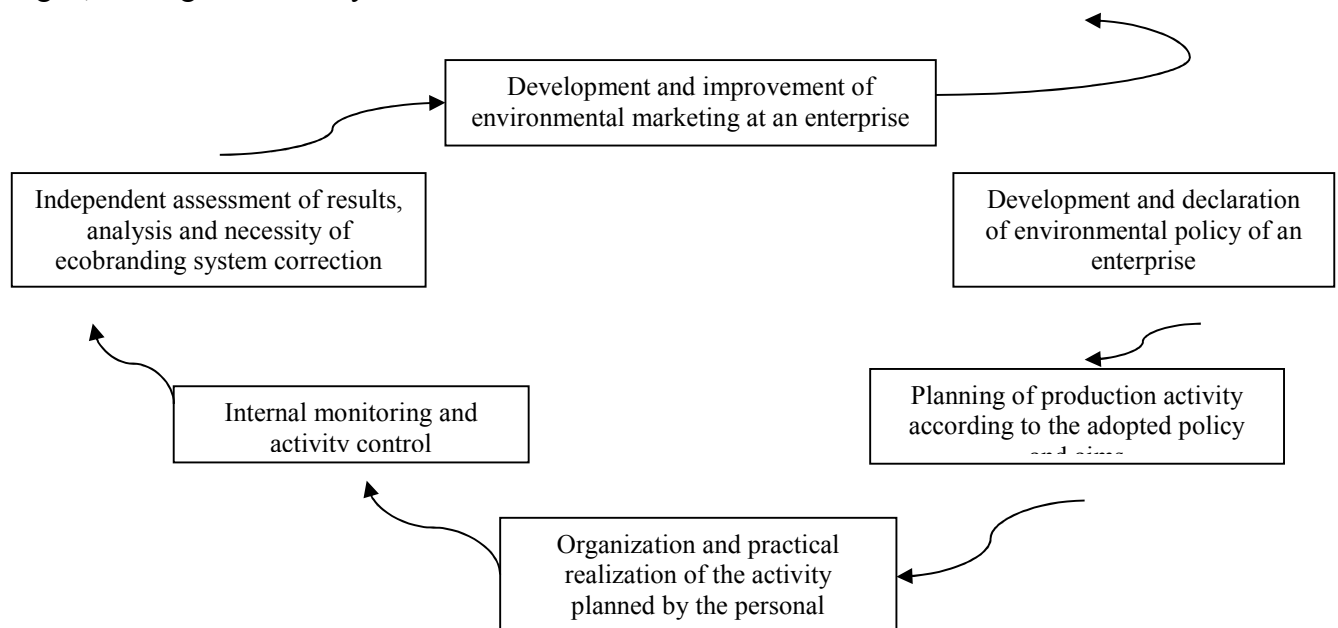 Development and improvement of
environmental marketing at an enterprise
Independent assessment of results,
analysis and necessity of
ecobranding system correction
Development and declaration
of environmental policy of an
enterprise
Planning of production activity
according to the adopted policy
and aims
Internal monitoring and
activity control
Organization and practical
realization of the activity
planned by the personal